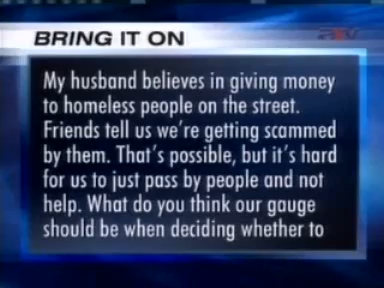 BRING IT ON
My husband believes in giving money
to homeless people on the street.
Friends tell us we're getting scammed
by them. That's possible, but it's hard
for us to just pass by people and not
help. What do you think our gauge
should be when deciding whether to